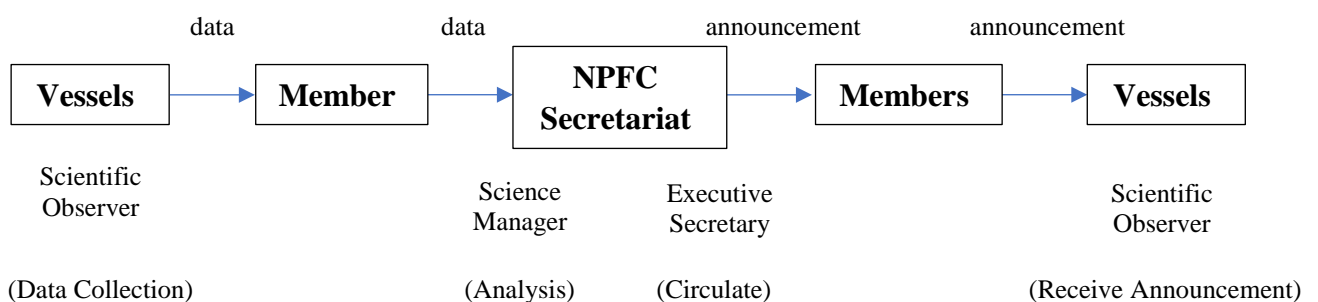 data data announcement announcement
Vessels Member NPFC Secretariat Members Vessels
Scientific Observer
Science Manager
Executive Secretary
Scientific Observer
(Data Collection) (Analysis) (Circulate) (Receive Announcement)